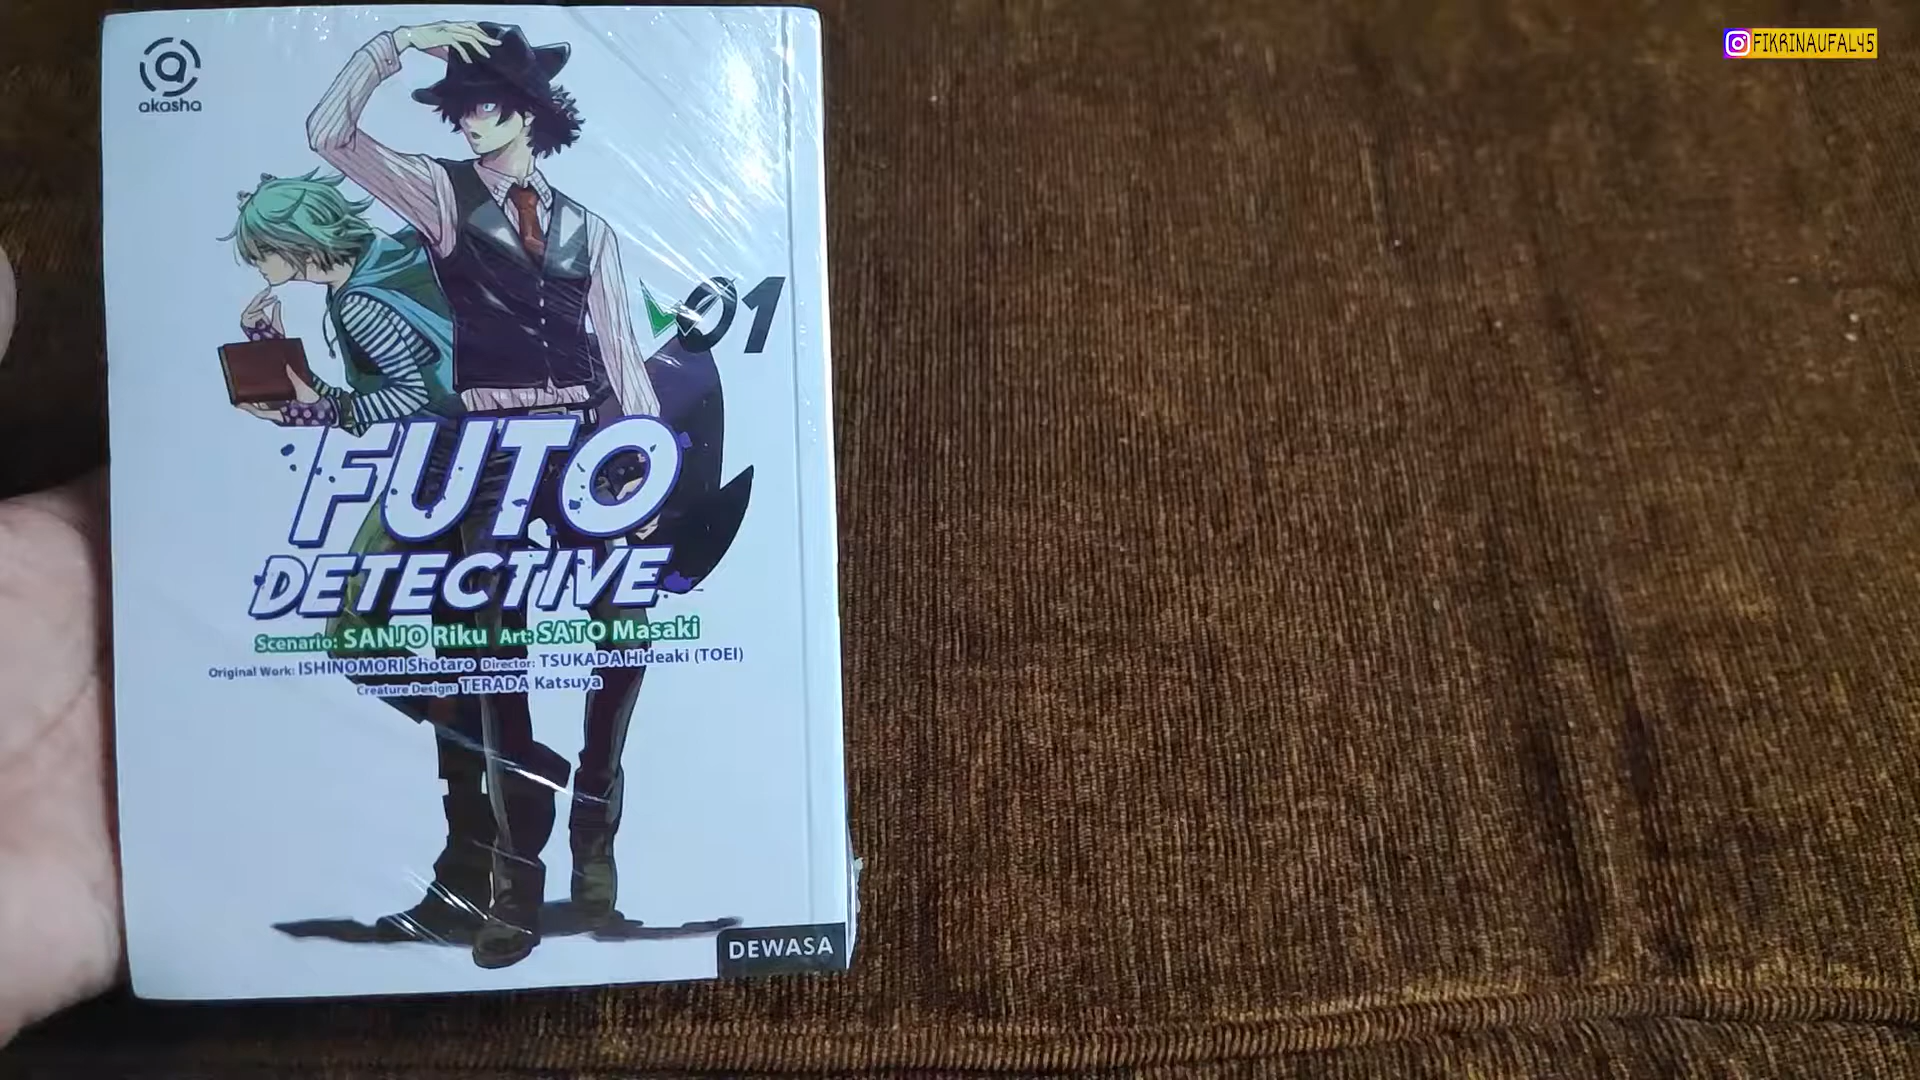 FIKRINAUFAL45
akasha
01
FUTO
DETECTIVE
Scenario: SANJO Riku Art: SATO Masaki
Original Work: ISHINOMORI Shotaro Director: TSUKADA Hideaki (TOEI)
Creature Design: TERADA Katsuya
DEWASA